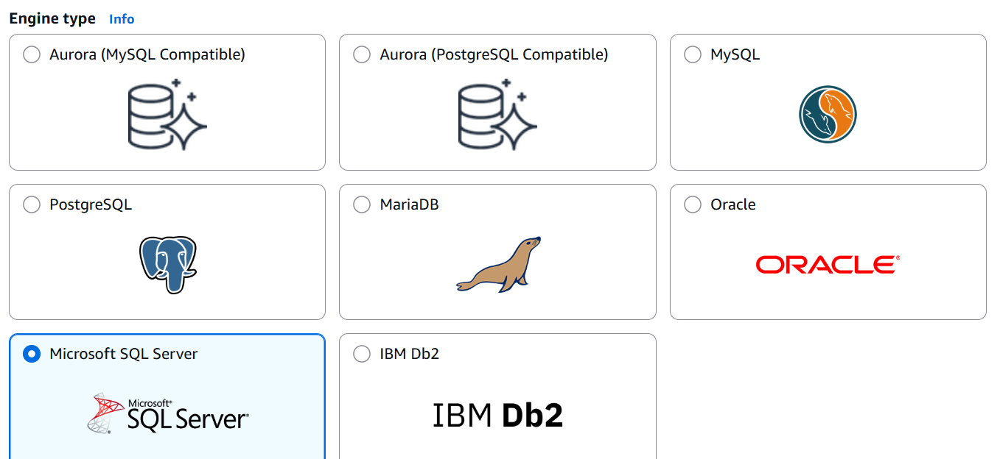 Engine type Info
Aurora (MySQL Compatible)
Aurora (PostgreSQL Compatible)
MySQL
PostgreSQL
MariaDB
Oracle
ORACLE®
Microsoft SQL Server
Microsoft®
SQL Server®
IBM Db2
IBM Db2